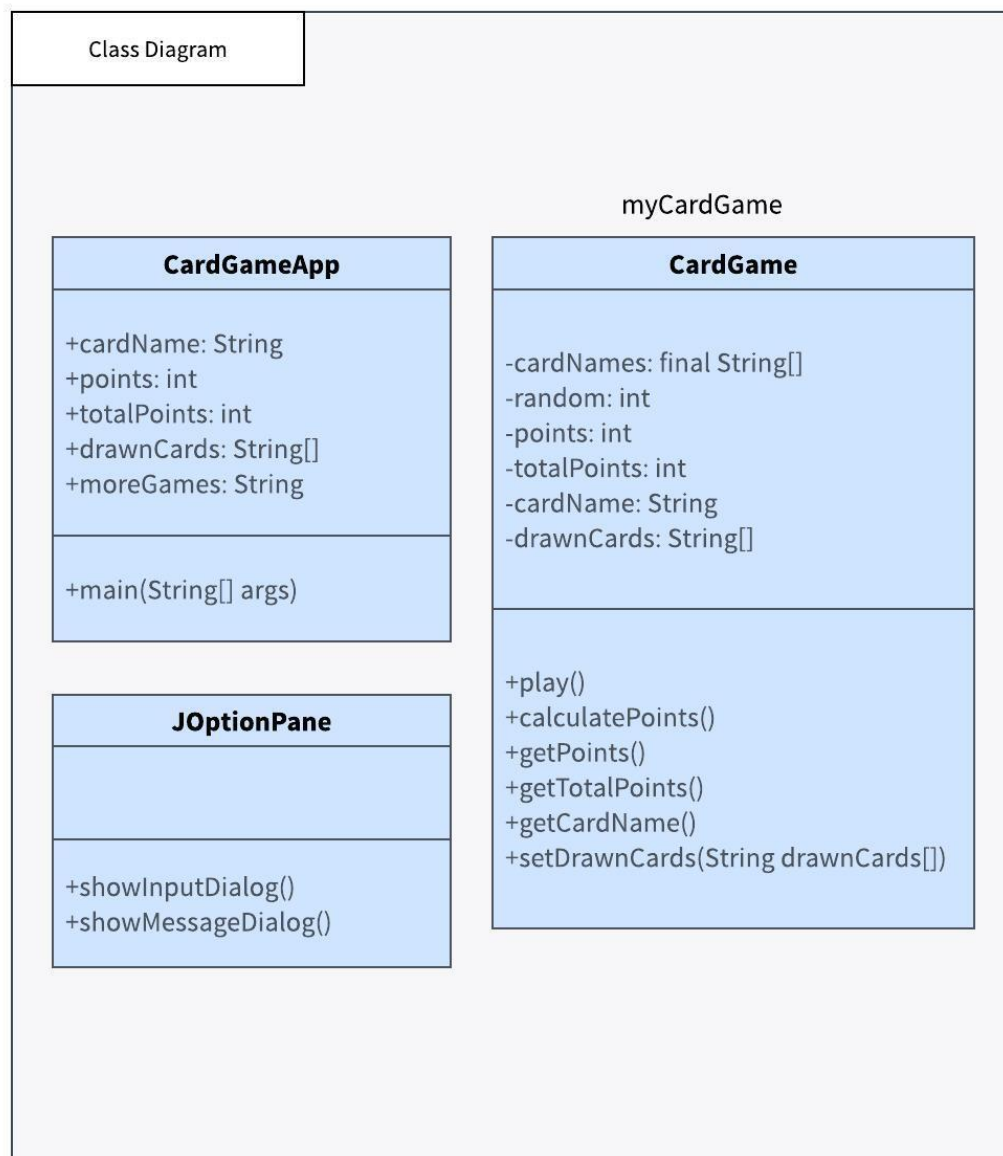 Class Diagram
myCardGame
CardGameApp
+cardName: String
+points: int
+totalPoints: int
+drawnCards: String[]
+moreGames: String
+main(String[] args)
JOptionPane
+showInputDialog()
+showMessageDialog()
CardGame
-cardNames: final String[]
-random: int
-points: int
-totalPoints: int
-cardName: String
-drawnCards: String[]
+play()
+calculatePoints()
+getPoints()
+getTotalPoints()
+getCardName()
+setDrawnCards(String drawnCards[])